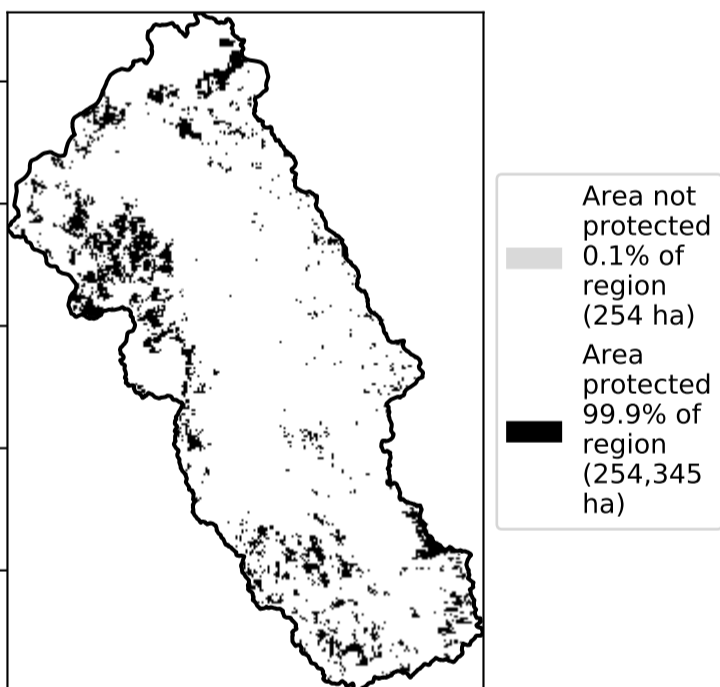 Area not
protected
0.1% of
region
(254 ha)
Area
protected
99.9% of
region
(254,345
ha)